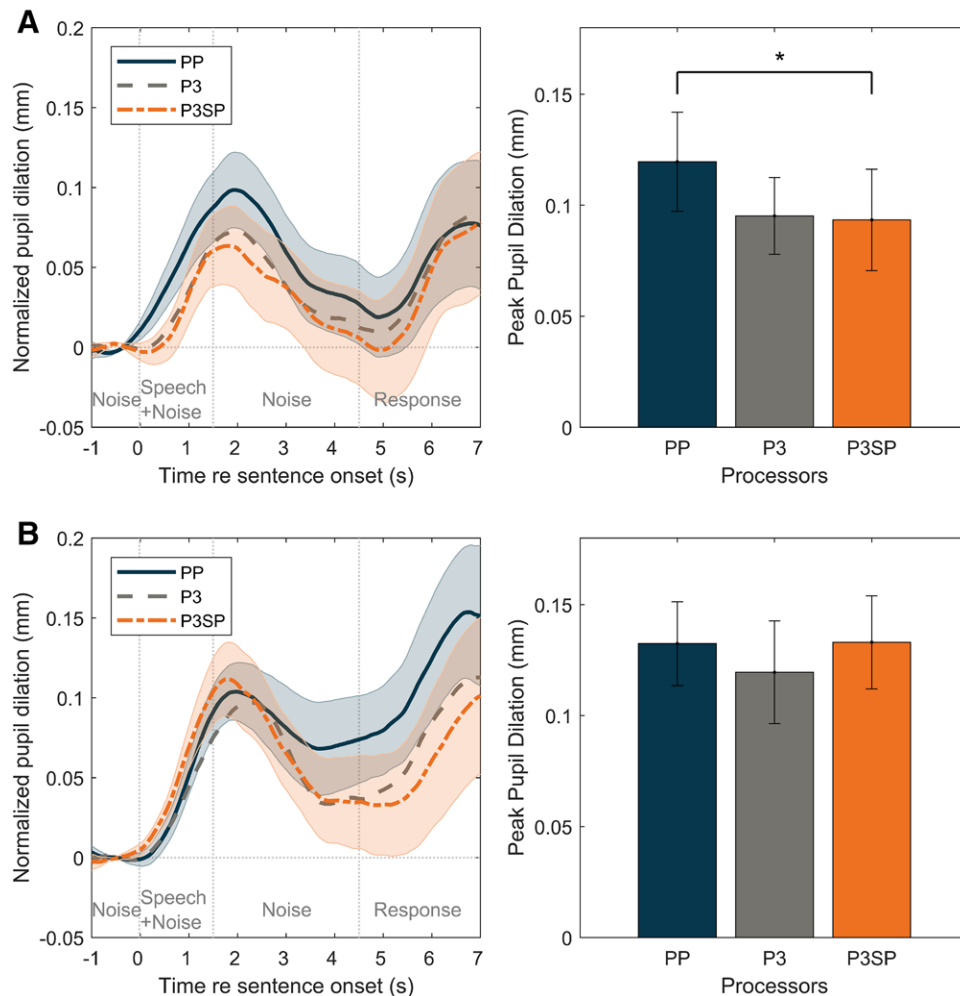 A
0.2
0.15
0.1
0.05
0
-0.05
Normalized pupil dilation (mm)
PP
P3
P3SP
Noise
Speech
+Noise
Noise
Response
-1 0 1 2 3 4 5 6 7
Time re sentence onset (s)
*
0.15
0.1
0.05
0
Peak Pupil Dilation (mm)
PP P3 P3SP
Processors
B
0.2
0.15
0.1
0.05
0
-0.05
Normalized pupil dilation (mm)
PP
P3
P3SP
Noise
Speech
+Noise
Noise
Response
-1 0 1 2 3 4 5 6 7
Time re sentence onset (s)
0.15
0.1
0.05
0
Peak Pupil Dilation (mm)
PP P3 P3SP
Processors